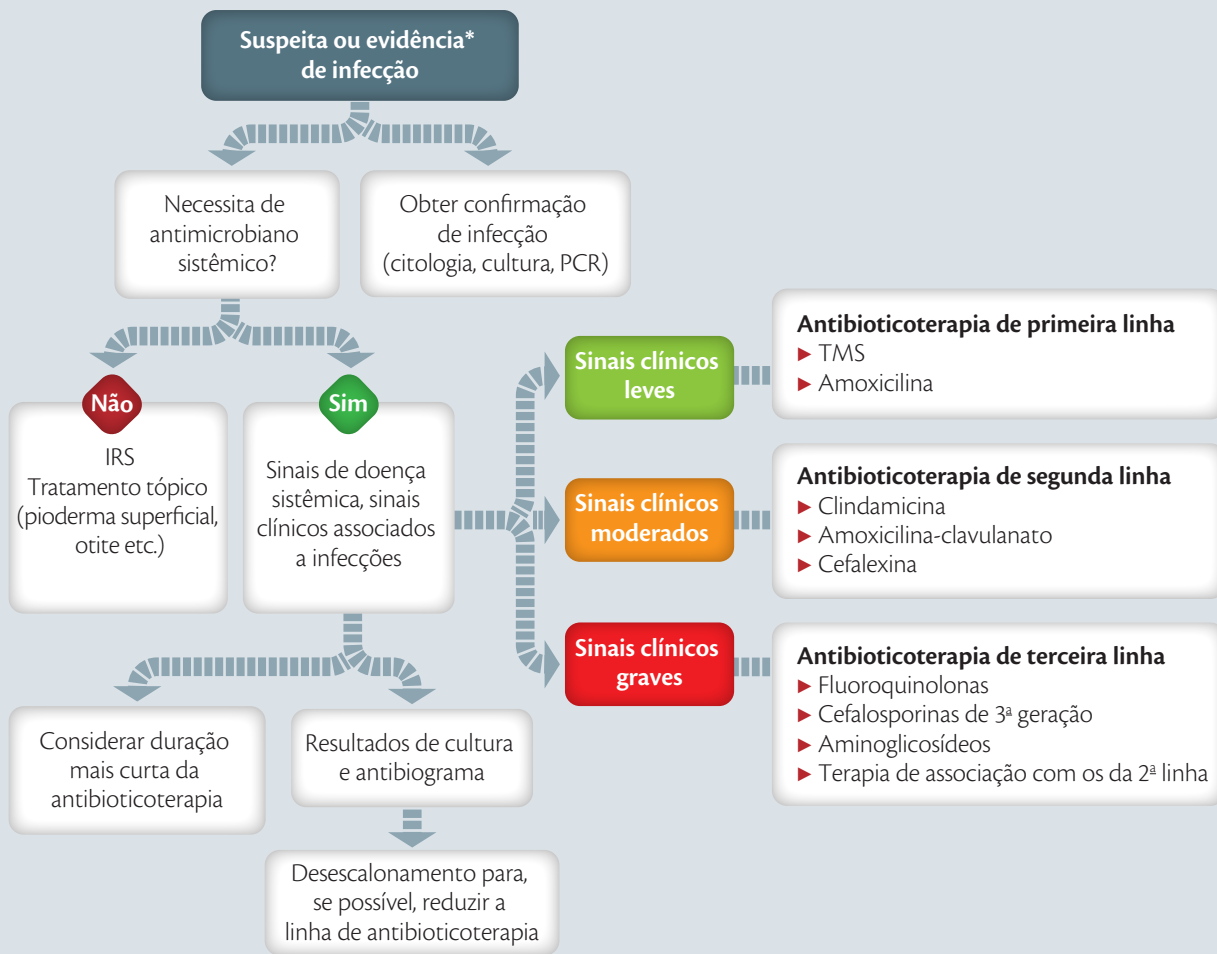 Suspeita ou evidência*
de infecção
Necessita de
antimicrobiano
sistêmico?
Obter confirmação
de infecção
(citologia, cultura, PCR)
Não
IRS
Tratamento tópico
(pioderma superficial,
otite etc.)
Sim
Sinais de doença
sistêmica, sinais
clínicos associados
a infecções
Sinais clínicos
leves
Antibioticoterapia de primeira linha
▶ TMS
▶ Amoxicilina
Sinais clínicos
moderados
Antibioticoterapia de segunda linha
▶ Clindamicina
▶ Amoxicilina-clavulanato
▶ Cefalexina
Sinais clínicos
graves
Antibioticoterapia de terceira linha
▶ Fluoroquinolonas
▶ Cefalosporinas de 3ª geração
▶ Aminoglicosídeos
▶ Terapia de associação com os da 2ª linha
Considerar duração
mais curta da
antibioticoterapia
Resultados de cultura
e antibiograma
Desescalonamento para,
se possível, reduzir a
linha de antibioticoterapia